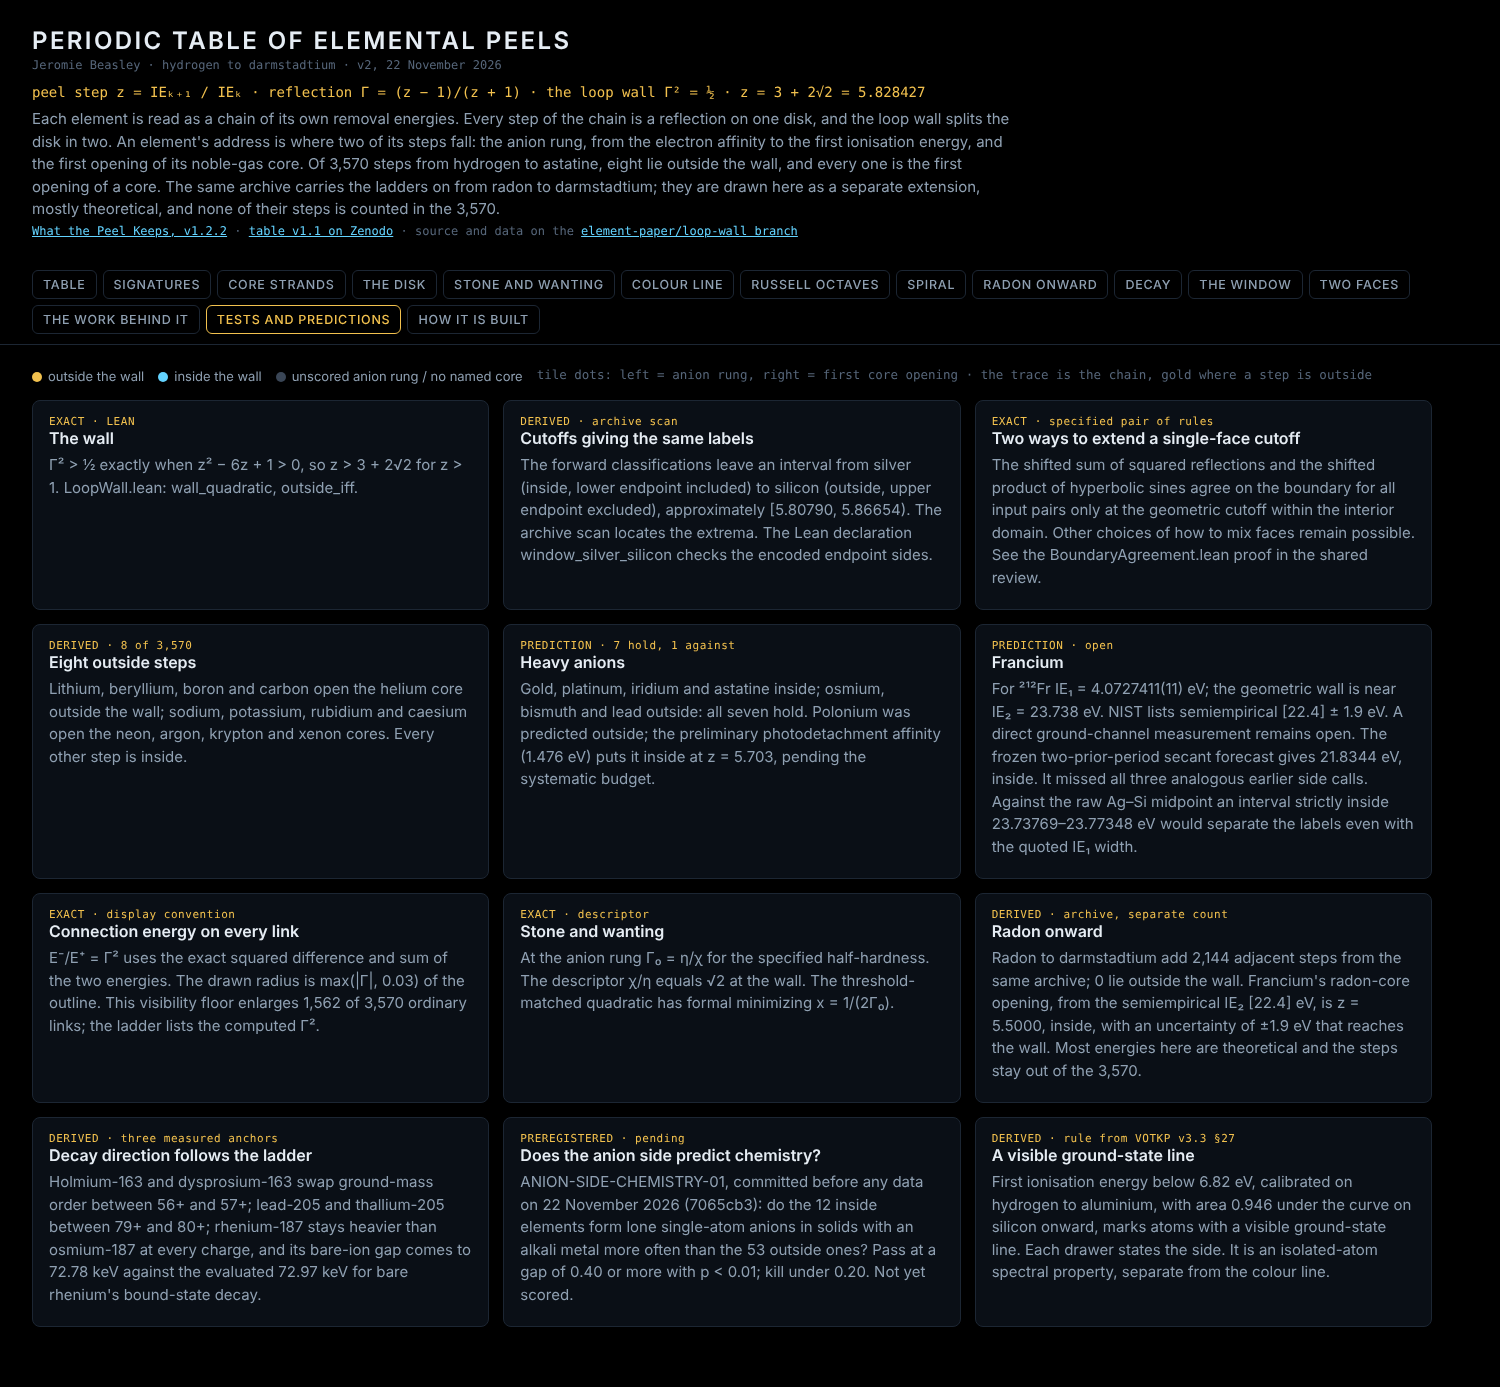 PERIODIC TABLE OF ELEMENTAL PEELS
Jeromie Beasley · hydrogen to darmstadtium · v2, 22 November 2026
peel step z = IEₖ₊₁ / IEₖ · reflection Γ = (z − 1)/(z + 1) · the loop wall Γ² = ½ · z = 3 + 2√2 = 5.828427
Each element is read as a chain of its own removal energies. Every step of the chain is a reflection on one disk, and the loop wall splits the
disk in two. An element's address is where two of its steps fall: the anion rung, from the electron affinity to the first ionisation energy, and
the first opening of its noble-gas core. Of 3,570 steps from hydrogen to astatine, eight lie outside the wall, and every one is the first
opening of a core. The same archive carries the ladders on from radon to darmstadtium; they are drawn here as a separate extension,
mostly theoretical, and none of their steps is counted in the 3,570.
What the Peel Keeps, v1.2.2 · table v1.1 on Zenodo · source and data on the element-paper/loop-wall branch
TABLE
SIGNATURES
CORE STRANDS
THE DISK
STONE AND WANTING
COLOUR LINE
RUSSELL OCTAVES
SPIRAL
RADON ONWARD
DECAY
THE WINDOW
TWO FACES
THE WORK BEHIND IT
TESTS AND PREDICTIONS
HOW IT IS BUILT
outside the wall
inside the wall
unscored anion rung / no named core
tile dots: left = anion rung, right = first core opening · the trace is the chain, gold where a step is outside
EXACT · LEAN
The wall
Γ² > ½ exactly when z² − 6z + 1 > 0, so z > 3 + 2√2 for z >
1. LoopWall.lean: wall_quadratic, outside_iff.
DERIVED · archive scan
Cutoffs giving the same labels
The forward classifications leave an interval from silver
(inside, lower endpoint included) to silicon (outside, upper
endpoint excluded), approximately [5.80790, 5.86654). The
archive scan locates the extrema. The Lean declaration
window_silver_silicon checks the encoded endpoint sides.
EXACT · specified pair of rules
Two ways to extend a single-face cutoff
The shifted sum of squared reflections and the shifted
product of hyperbolic sines agree on the boundary for all
input pairs only at the geometric cutoff within the interior
domain. Other choices of how to mix faces remain possible.
See the BoundaryAgreement.lean proof in the shared
review.
DERIVED · 8 of 3,570
Eight outside steps
Lithium, beryllium, boron and carbon open the helium core
outside the wall; sodium, potassium, rubidium and caesium
open the neon, argon, krypton and xenon cores. Every
other step is inside.
PREDICTION · 7 hold, 1 against
Heavy anions
Gold, platinum, iridium and astatine inside; osmium,
bismuth and lead outside: all seven hold. Polonium was
predicted outside; the preliminary photodetachment affinity
(1.476 eV) puts it inside at z = 5.703, pending the
systematic budget.
PREDICTION · open
Francium
For ²¹²Fr IE₁ = 4.0727411(11) eV; the geometric wall is near
IE₂ = 23.738 eV. NIST lists semiempirical [22.4] ± 1.9 eV. A
direct ground-channel measurement remains open. The
frozen two-prior-period secant forecast gives 21.8344 eV,
inside. It missed all three analogous earlier side calls.
Against the raw Ag–Si midpoint an interval strictly inside
23.73769–23.77348 eV would separate the labels even with
the quoted IE₁ width.
EXACT · display convention
Connection energy on every link
E⁻/E⁺ = Γ² uses the exact squared difference and sum of
the two energies. The drawn radius is max(|Γ|, 0.03) of the
outline. This visibility floor enlarges 1,562 of 3,570 ordinary
links; the ladder lists the computed Γ².
EXACT · descriptor
Stone and wanting
At the anion rung Γ₀ = η/χ for the specified half-hardness.
The descriptor χ/η equals √2 at the wall. The threshold-
matched quadratic has formal minimizing x = 1/(2Γ₀).
DERIVED · archive, separate count
Radon onward
Radon to darmstadtium add 2,144 adjacent steps from the
same archive; 0 lie outside the wall. Francium's radon-core
opening, from the semiempirical IE₂ [22.4] eV, is z =
5.5000, inside, with an uncertainty of ±1.9 eV that reaches
the wall. Most energies here are theoretical and the steps
stay out of the 3,570.
DERIVED · three measured anchors
Decay direction follows the ladder
Holmium-163 and dysprosium-163 swap ground-mass
order between 56+ and 57+; lead-205 and thallium-205
between 79+ and 80+; rhenium-187 stays heavier than
osmium-187 at every charge, and its bare-ion gap comes to
72.78 keV against the evaluated 72.97 keV for bare
rhenium's bound-state decay.
PREREGISTERED · pending
Does the anion side predict chemistry?
ANION-SIDE-CHEMISTRY-01, committed before any data
on 22 November 2026 (7065cb3): do the 12 inside
elements form lone single-atom anions in solids with an
alkali metal more often than the 53 outside ones? Pass at a
gap of 0.40 or more with p < 0.01; kill under 0.20. Not yet
scored.
DERIVED · rule from VOTKP v3.3 §27
A visible ground-state line
First ionisation energy below 6.82 eV, calibrated on
hydrogen to aluminium, with area 0.946 under the curve on
silicon onward, marks atoms with a visible ground-state
line. Each drawer states the side. It is an isolated-atom
spectral property, separate from the colour line.